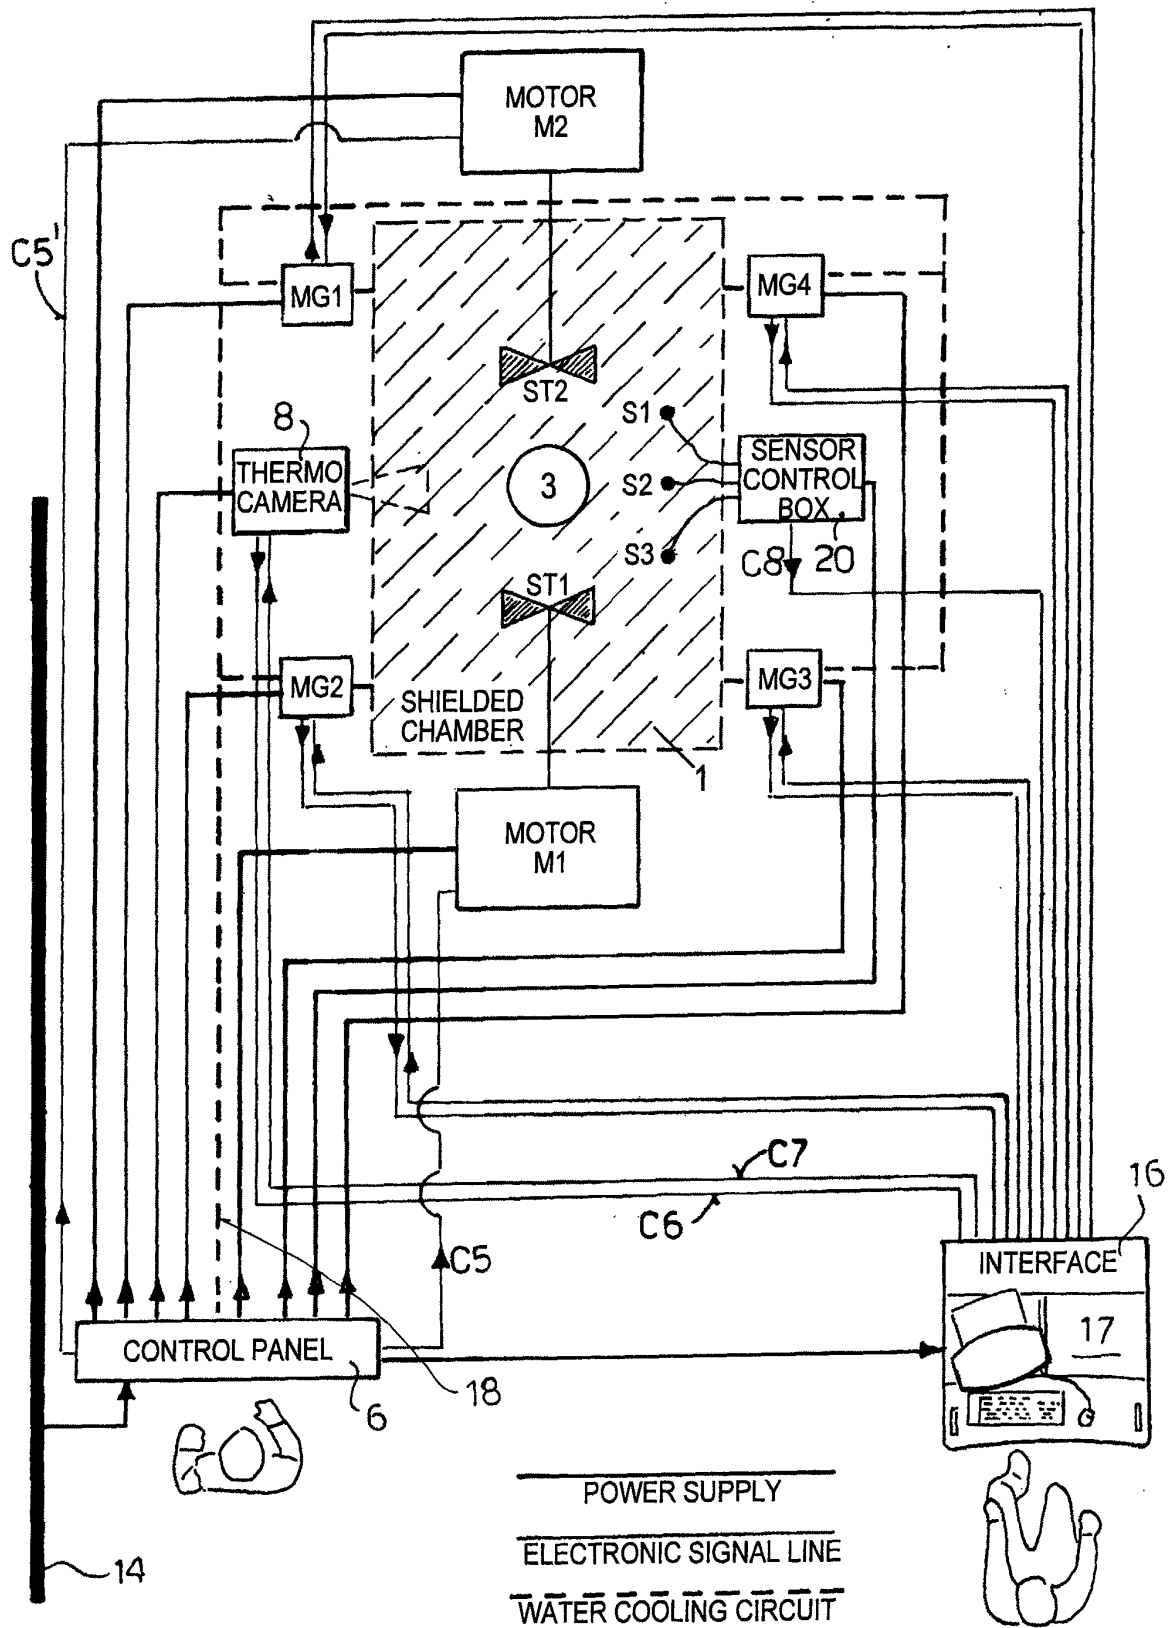 MOTOR
M2
C5'
MG1
MG4
ST2
8
S1
THERMO
CAMERA
3
S2
SENSOR
CONTROL
BOX
S3
C8
20
ST1
MG2
MG3
SHIELDED
CHAMBER
1
MOTOR
M1
C7
C6
16
C5
INTERFACE
17
CONTROL PANEL
18
6
POWER SUPPLY
ELECTRONIC SIGNAL LINE
14
WATER COOLING CIRCUIT